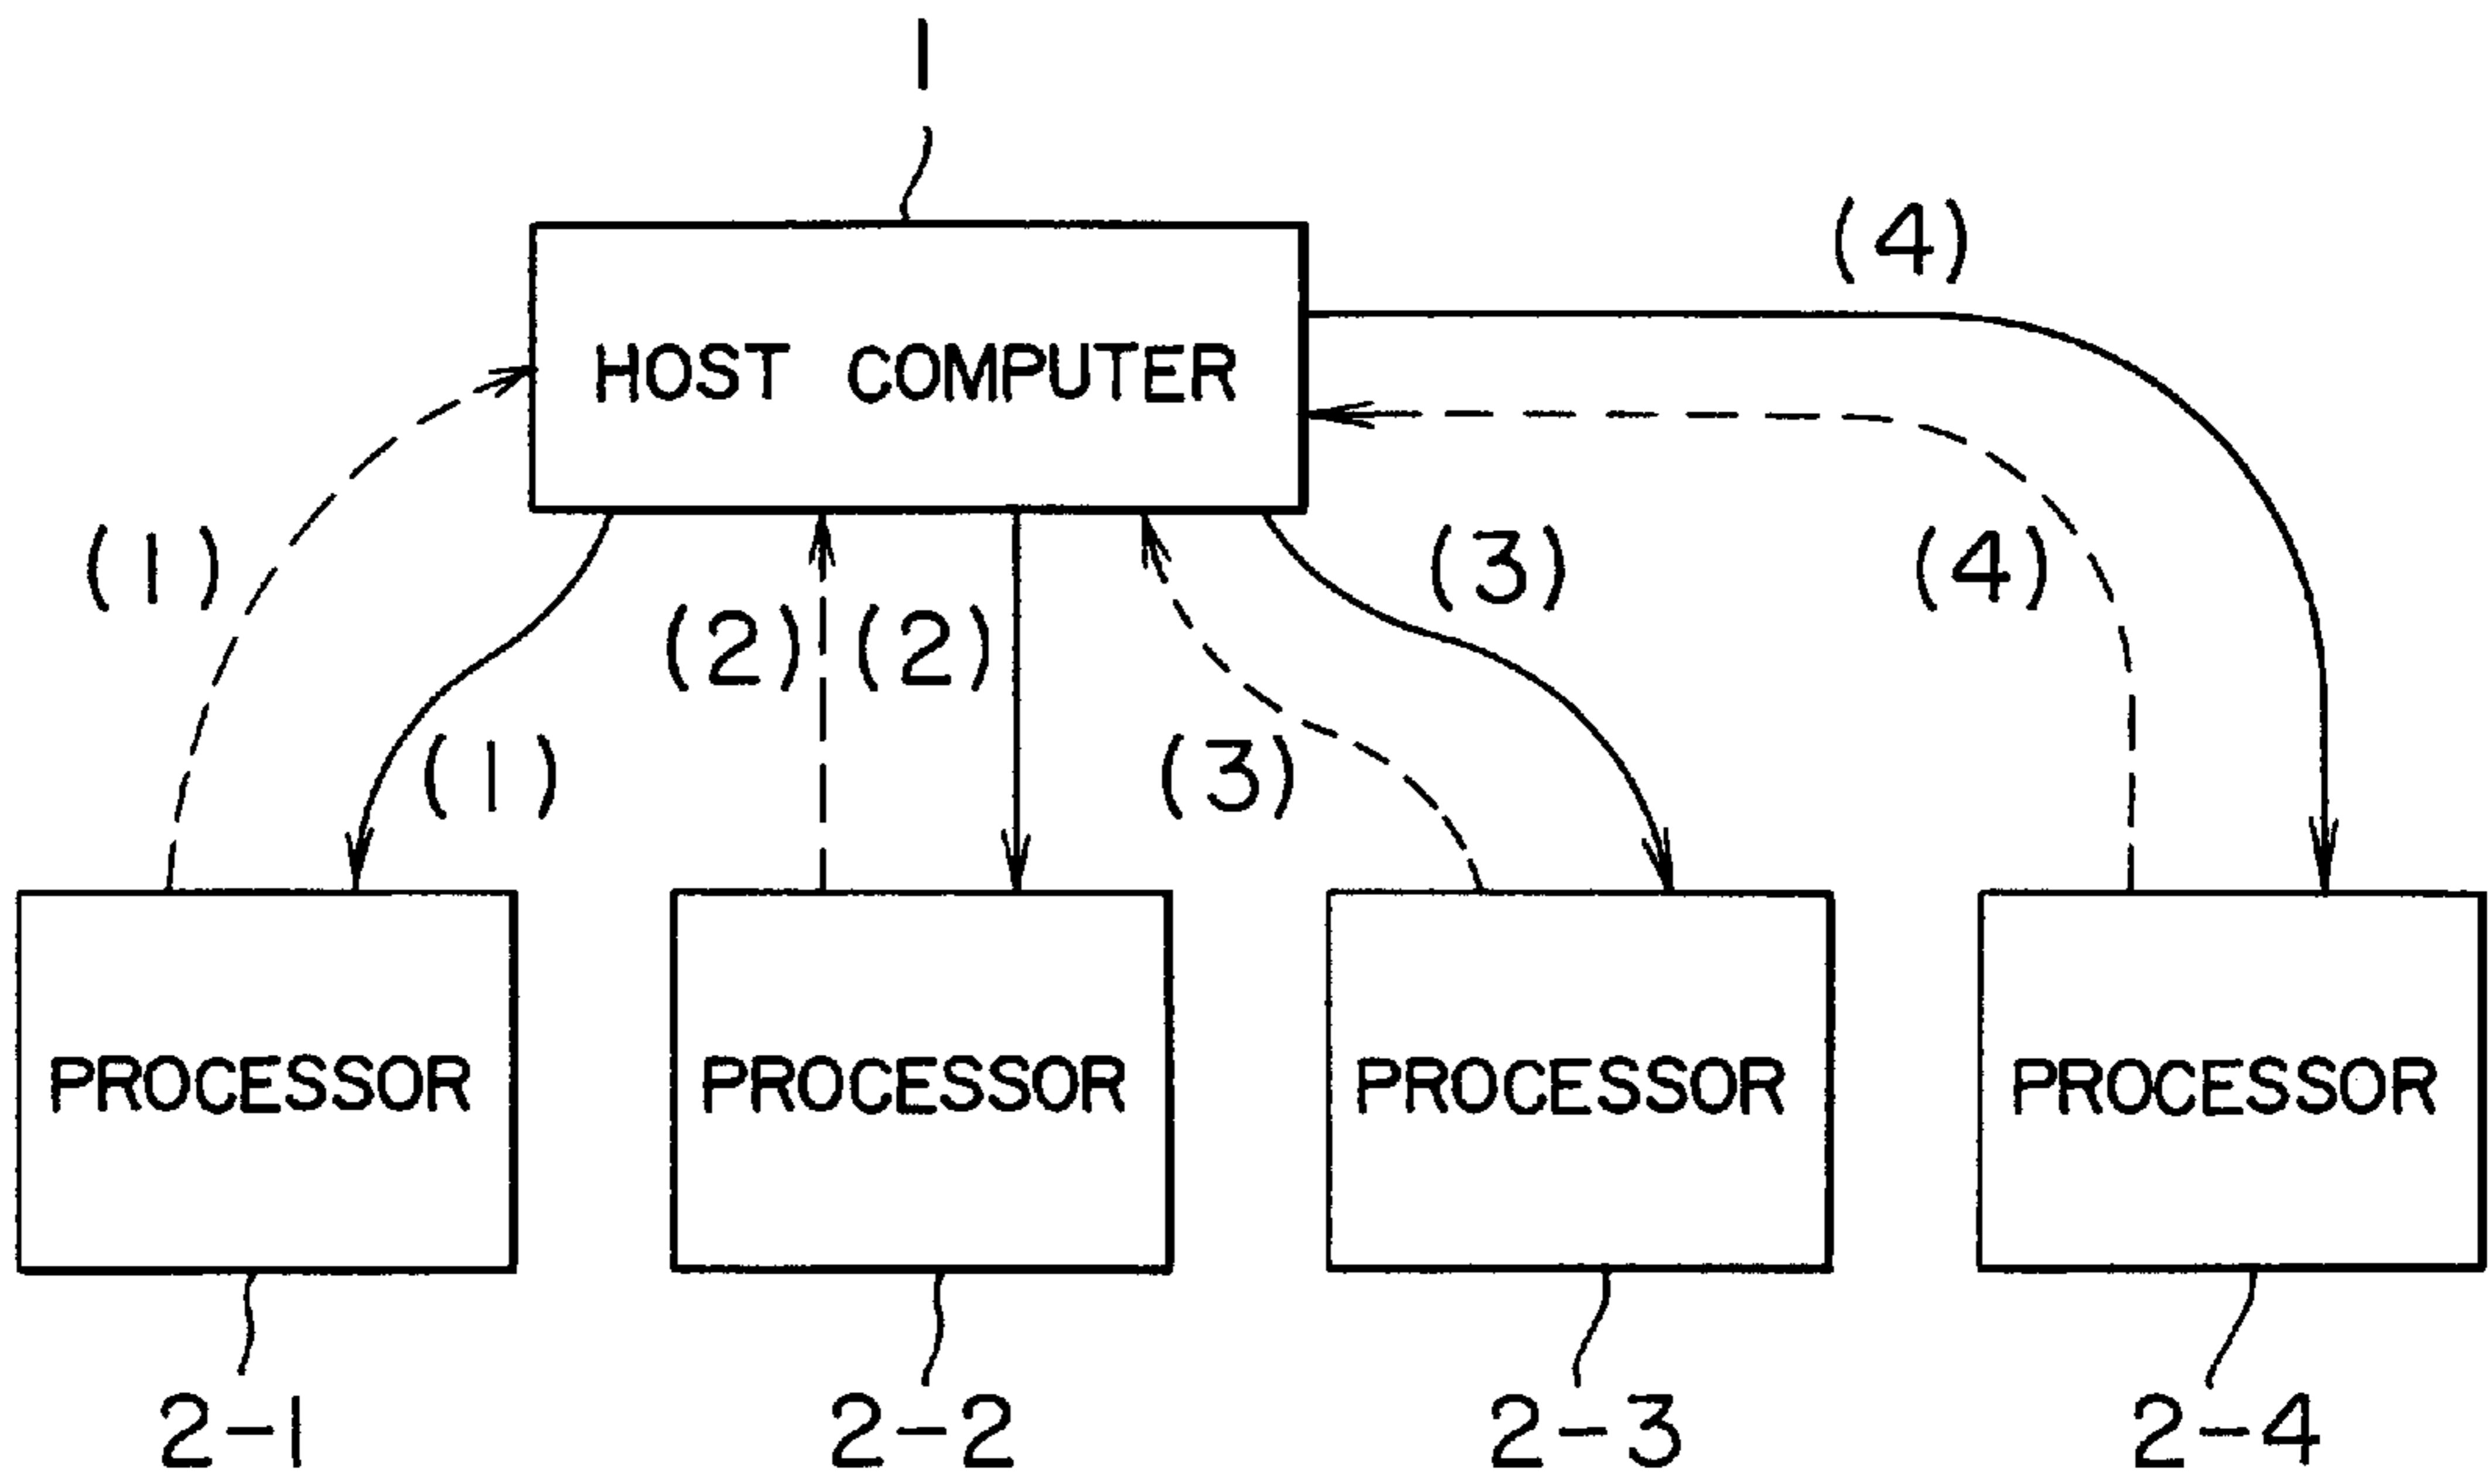 1
(4)
HOST COMPUTER
(1)
(3)
(4)
(2) (2)
(1)
(3)
PROCESSOR PROCESSOR PROCESSOR PROCESSOR
2-1 2-2 2-3 2-4